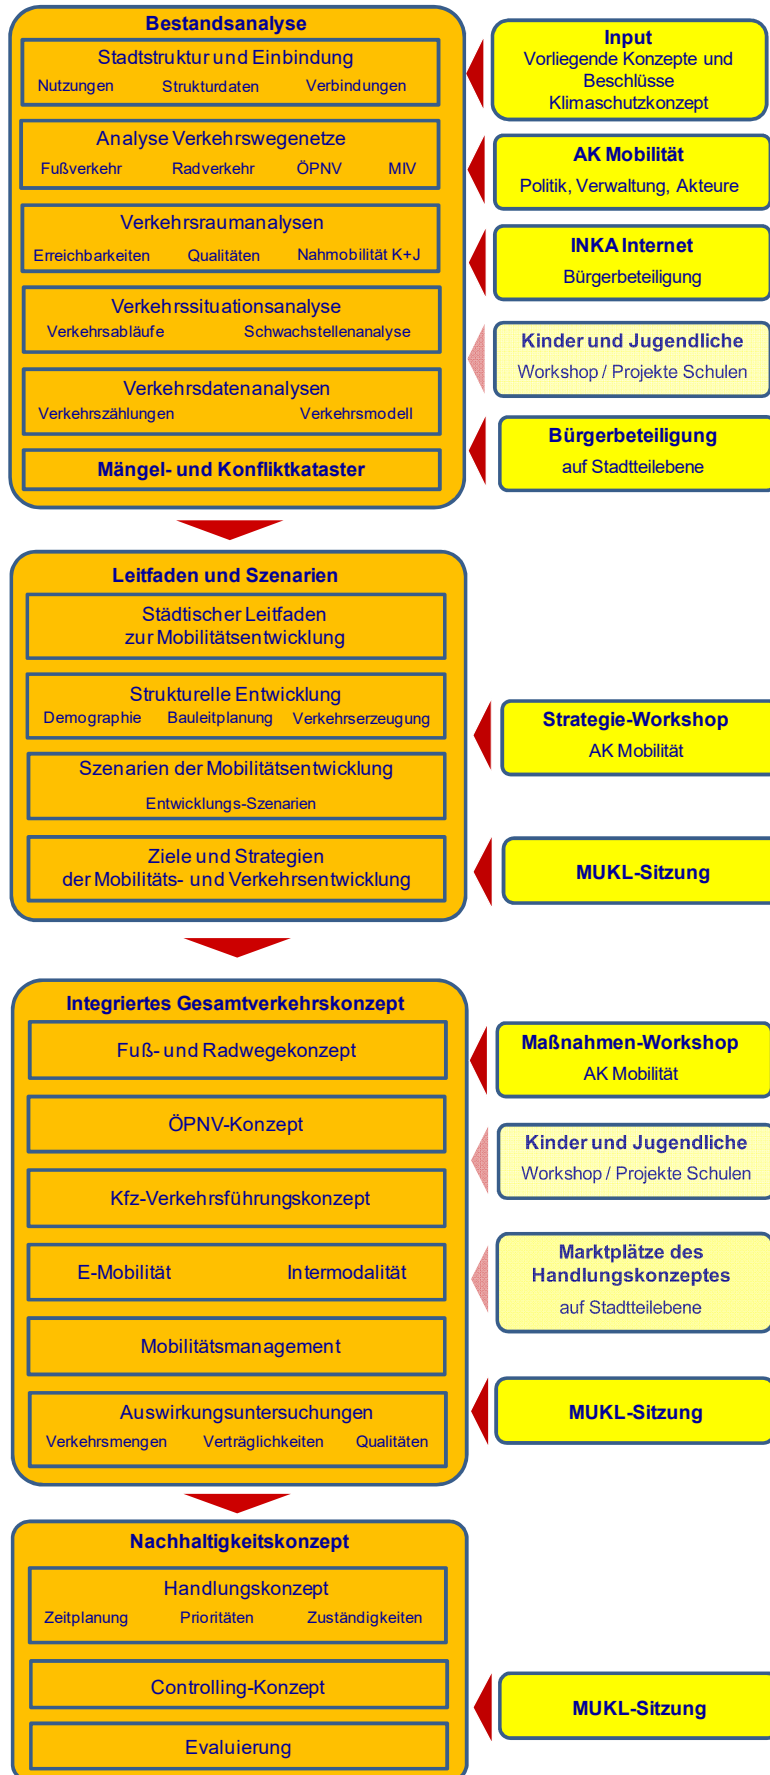 Bestandsanalyse
Stadtstruktur und Einbindung
Nutzungen Strukturdaten Verbindungen
Analyse Verkehrswegenetze
Fußverkehr Radverkehr ÖPNV MIV
Verkehrsraumanalysen
Erreichbarkeiten Qualitäten Nahmobilität K+J
Verkehrssituationsanalyse
Verkehrsabläufe Schwachstellenanalyse
Verkehrsdatenanalysen
Verkehrszählungen Verkehrsmodell
Mängel- und Konfliktkataster
Input
Vorliegende Konzepte und
Beschlüsse
Klimaschutzkonzept
AK Mobilität
Politik, Verwaltung, Akteure
INKA Internet
Bürgerbeteiligung
Kinder und Jugendliche
Workshop / Projekte Schulen
Bürgerbeteiligung
auf Stadtteilebene
Leitfaden und Szenarien
Städtischer Leitfaden
zur Mobilitätsentwicklung
Strukturelle Entwicklung
Demographie Bauleitplanung Verkehrserzeugung
Szenarien der Mobilitätsentwicklung
Entwicklungs-Szenarien
Ziele und Strategien
der Mobilitäts- und Verkehrsentwicklung
Strategie-Workshop
AK Mobilität
MUKL-Sitzung
Integriertes Gesamtverkehrskonzept
Fuß- und Radwegekonzept
ÖPNV-Konzept
Kfz-Verkehrsführungskonzept
E-Mobilität Intermodalität
Mobilitätsmanagement
Auswirkungsuntersuchungen
Verkehrsmengen Verträglichkeiten Qualitäten
Maßnahmen-Workshop
AK Mobilität
Kinder und Jugendliche
Workshop / Projekte Schulen
Marktplätze des
Handlungskonzeptes
auf Stadtteilebene
MUKL-Sitzung
Nachhaltigkeitskonzept
Handlungskonzept
Zeitplanung Prioritäten Zuständigkeiten
Controlling-Konzept
Evaluierung
MUKL-Sitzung